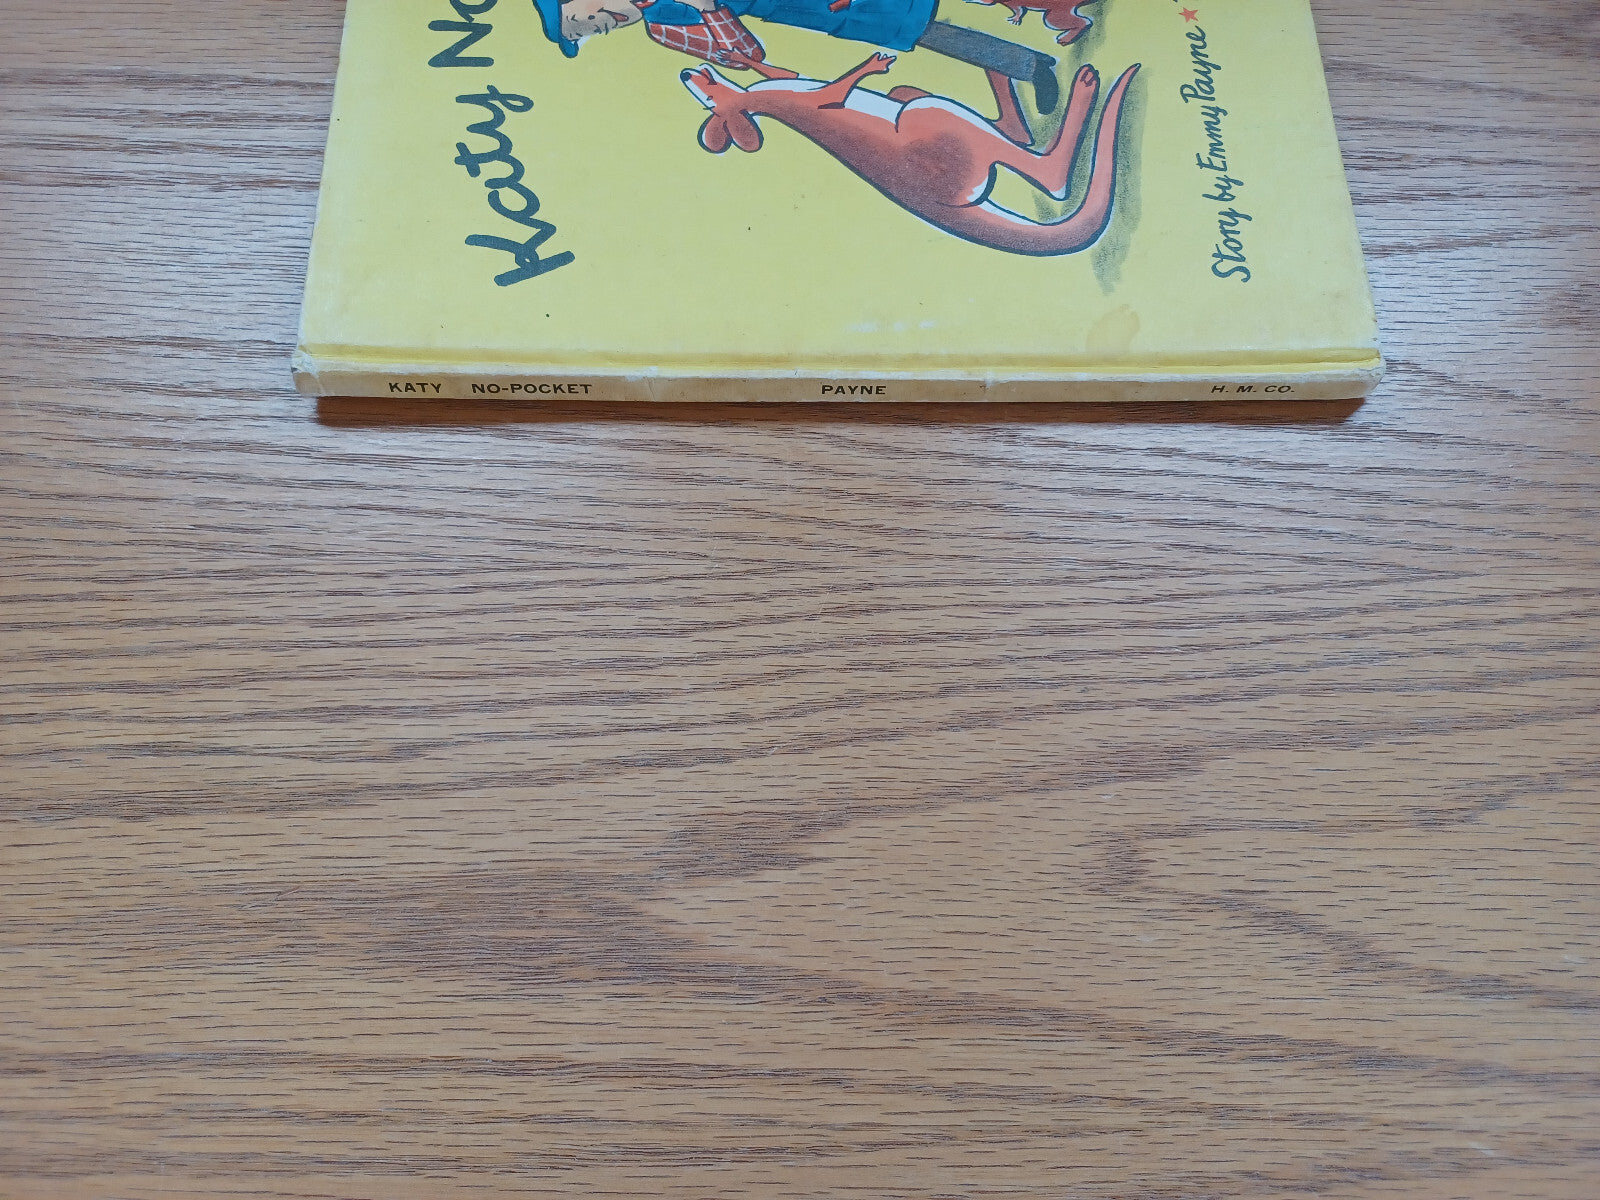 Katy No
Story by Emmy Payne
KATY NO-POCKET PAYNE H. M. CO.